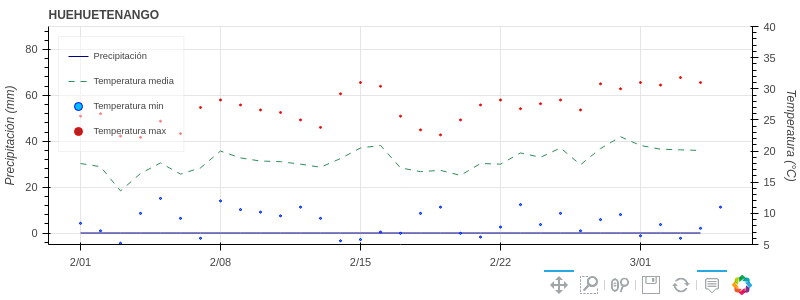 HUEHUETENANGO
Precipitación (mm)
80
60
40
20
0
Precipitación
Temperatura media
Temperatura min
Temperatura max
40
35
30
25
20
15
10
5
Temperatura (°C)
2/01
2/08
2/15
2/22
3/01